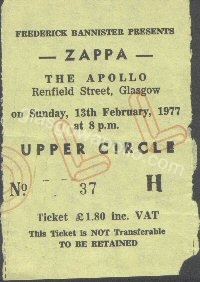 FREDERICK BANNISTER PRESENTS
— ZAPPA —
THE APOLLO
Renfield Street, Glasgow
on Sunday, 13th February, 1977
at 8 p.m.
UPPER CIRCLE
No 37 H
Ticket £1.80 inc. VAT
This Ticket is NOT Transferable
TO BE RETAINED